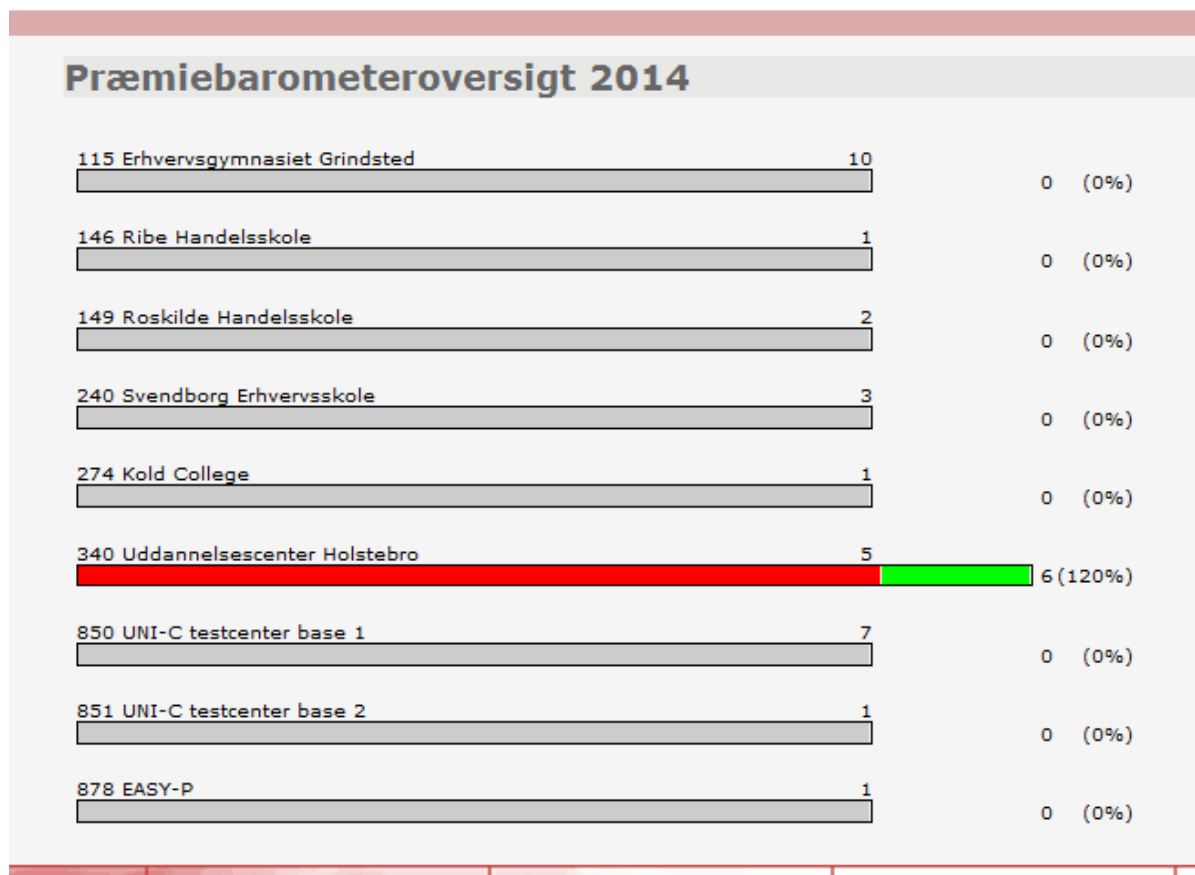 Præmiebarometeroversigt 2014
115 Erhvervsgymnasiet Grindsted 10
0 (0%)
146 Ribe Handelsskole 1
0 (0%)
149 Roskilde Handelsskole 2
0 (0%)
240 Svendborg Erhvervsskole 3
0 (0%)
274 Kold College 1
0 (0%)
340 Uddannelsescenter Holstebro 5
6 (120%)
850 UNI-C testcenter base 1 7
0 (0%)
851 UNI-C testcenter base 2 1
0 (0%)
878 EASY-P 1
0 (0%)